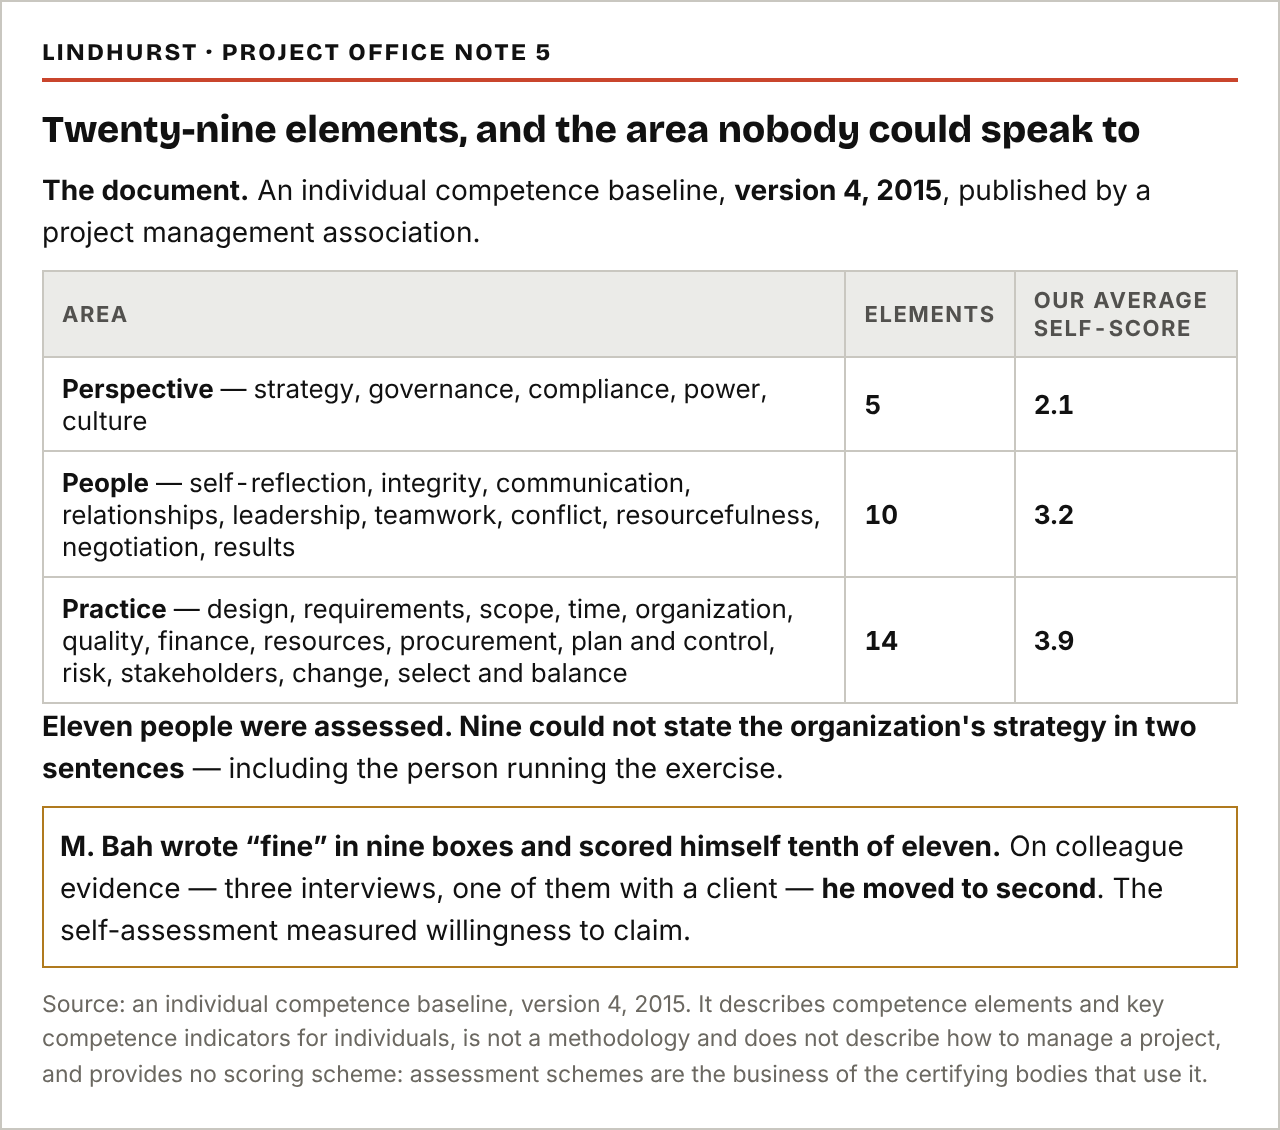 LINDHURST · PROJECT OFFICE NOTE 5
Twenty-nine elements, and the area nobody could speak to
The document. An individual competence baseline, version 4, 2015, published by a
project management association.
AREA
ELEMENTS
OUR AVERAGE
SELF-SCORE
Perspective — strategy, governance, compliance, power,
culture
5
2.1
People — self-reflection, integrity, communication,
relationships, leadership, teamwork, conflict, resourcefulness,
negotiation, results
10
3.2
Practice — design, requirements, scope, time, organization,
quality, finance, resources, procurement, plan and control,
risk, stakeholders, change, select and balance
14
3.9
Eleven people were assessed. Nine could not state the organization's strategy in two
sentences — including the person running the exercise.
M. Bah wrote “fine” in nine boxes and scored himself tenth of eleven. On colleague
evidence — three interviews, one of them with a client — he moved to second. The
self-assessment measured willingness to claim.
Source: an individual competence baseline, version 4, 2015. It describes competence elements and key
competence indicators for individuals, is not a methodology and does not describe how to manage a project,
and provides no scoring scheme: assessment schemes are the business of the certifying bodies that use it.